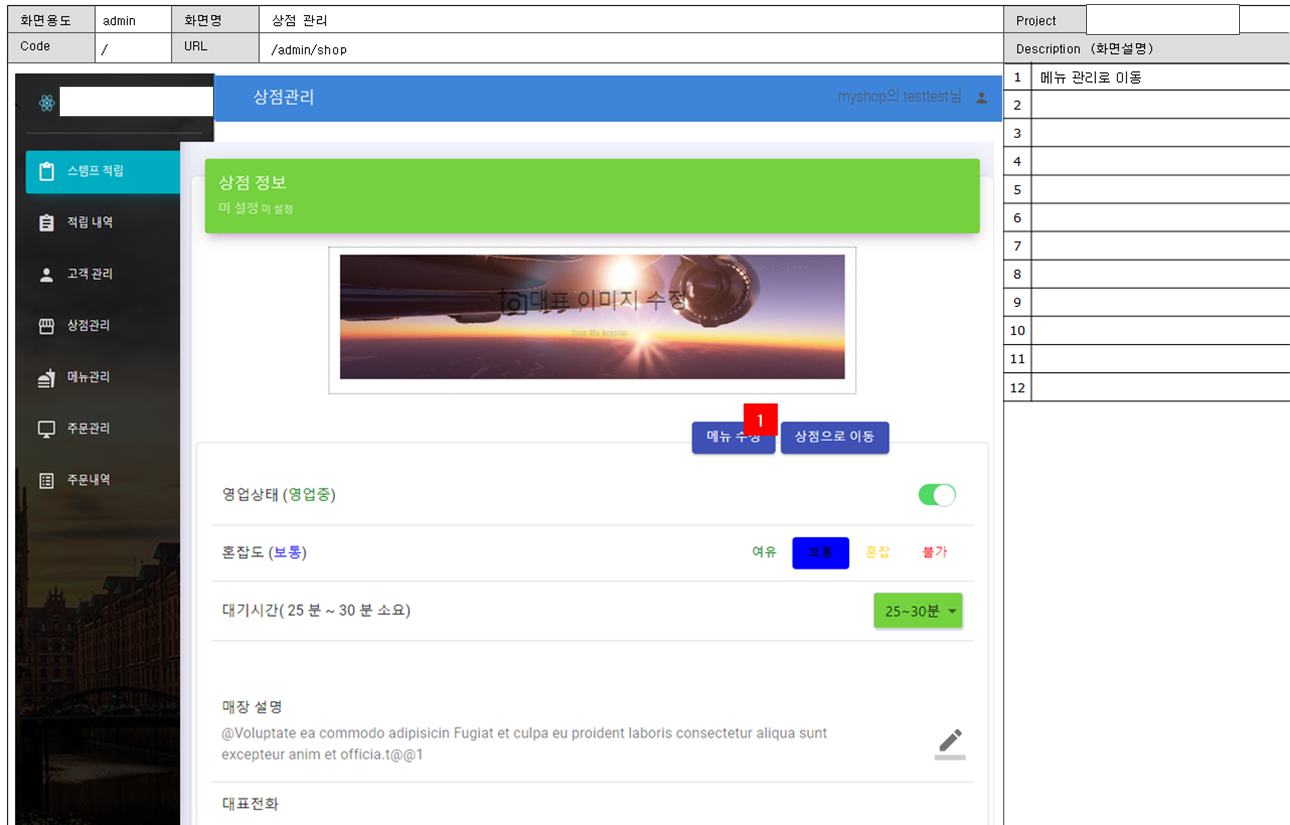 화면용도 admin 화면명 상점 관리 Project
Code / URL /admin/shop Description (화면설명)
1 메뉴 관리로 이동
2
3
4
5
6
7
8
9
10
11
12
상점관리 myshop의 testtest님
스템프 적립
적립 내역
고객 관리
상점관리
메뉴관리
주문관리
주문내역
상점 정보
미 설정 미 설정
대표 이미지 수정
1
메뉴 수정 상점으로 이동
영업상태 (영업중)
혼잡도 (보통) 여유 보통 혼잡 불가
대기시간( 25 분 ~ 30 분 소요) 25~30분
매장 설명
@Voluptate ea commodo adipisicin Fugiat et culpa eu proident laboris consectetur aliqua sunt
excepteur anim et officia.t@@1
대표전화